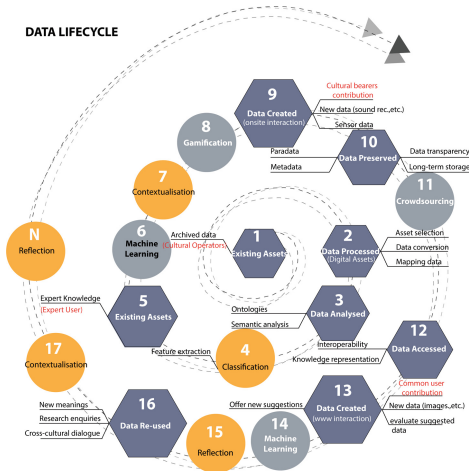 DATA LIFECYCLE
9
Data Created
(onsite interaction)
Cultural bearers
contribution
New data (sound rec.,etc.)
Sensor data
8
Gamification
10
Data Preserved
Paradata
Metadata
Data transparency
Long-term storage
7
Contextualisation
11
Crowdsourcing
N
Reflection
6
Machine
Learning
Archived data
(Cultural Operators)
1
Existing Assets
2
Data Processed
(Digital Assets)
Asset selection
Data conversion
Mapping data
Expert Knowledge
(Expert User)
5
Existing Assets
Ontologies
Semantic analysis
3
Data Analysed
Interoperability
Knowledge representation
12
Data Accessed
17
Contextualisation
Feature extraction
4
Classification
Common user
contribution
New data (images,etc.)
evaluate suggested
data
13
Data Created
(www interaction)
Offer new suggestions
New meanings
Research enquiries
Cross-cultural dialogue
16
Data Re-used
15
Reflection
14
Machine
Learning